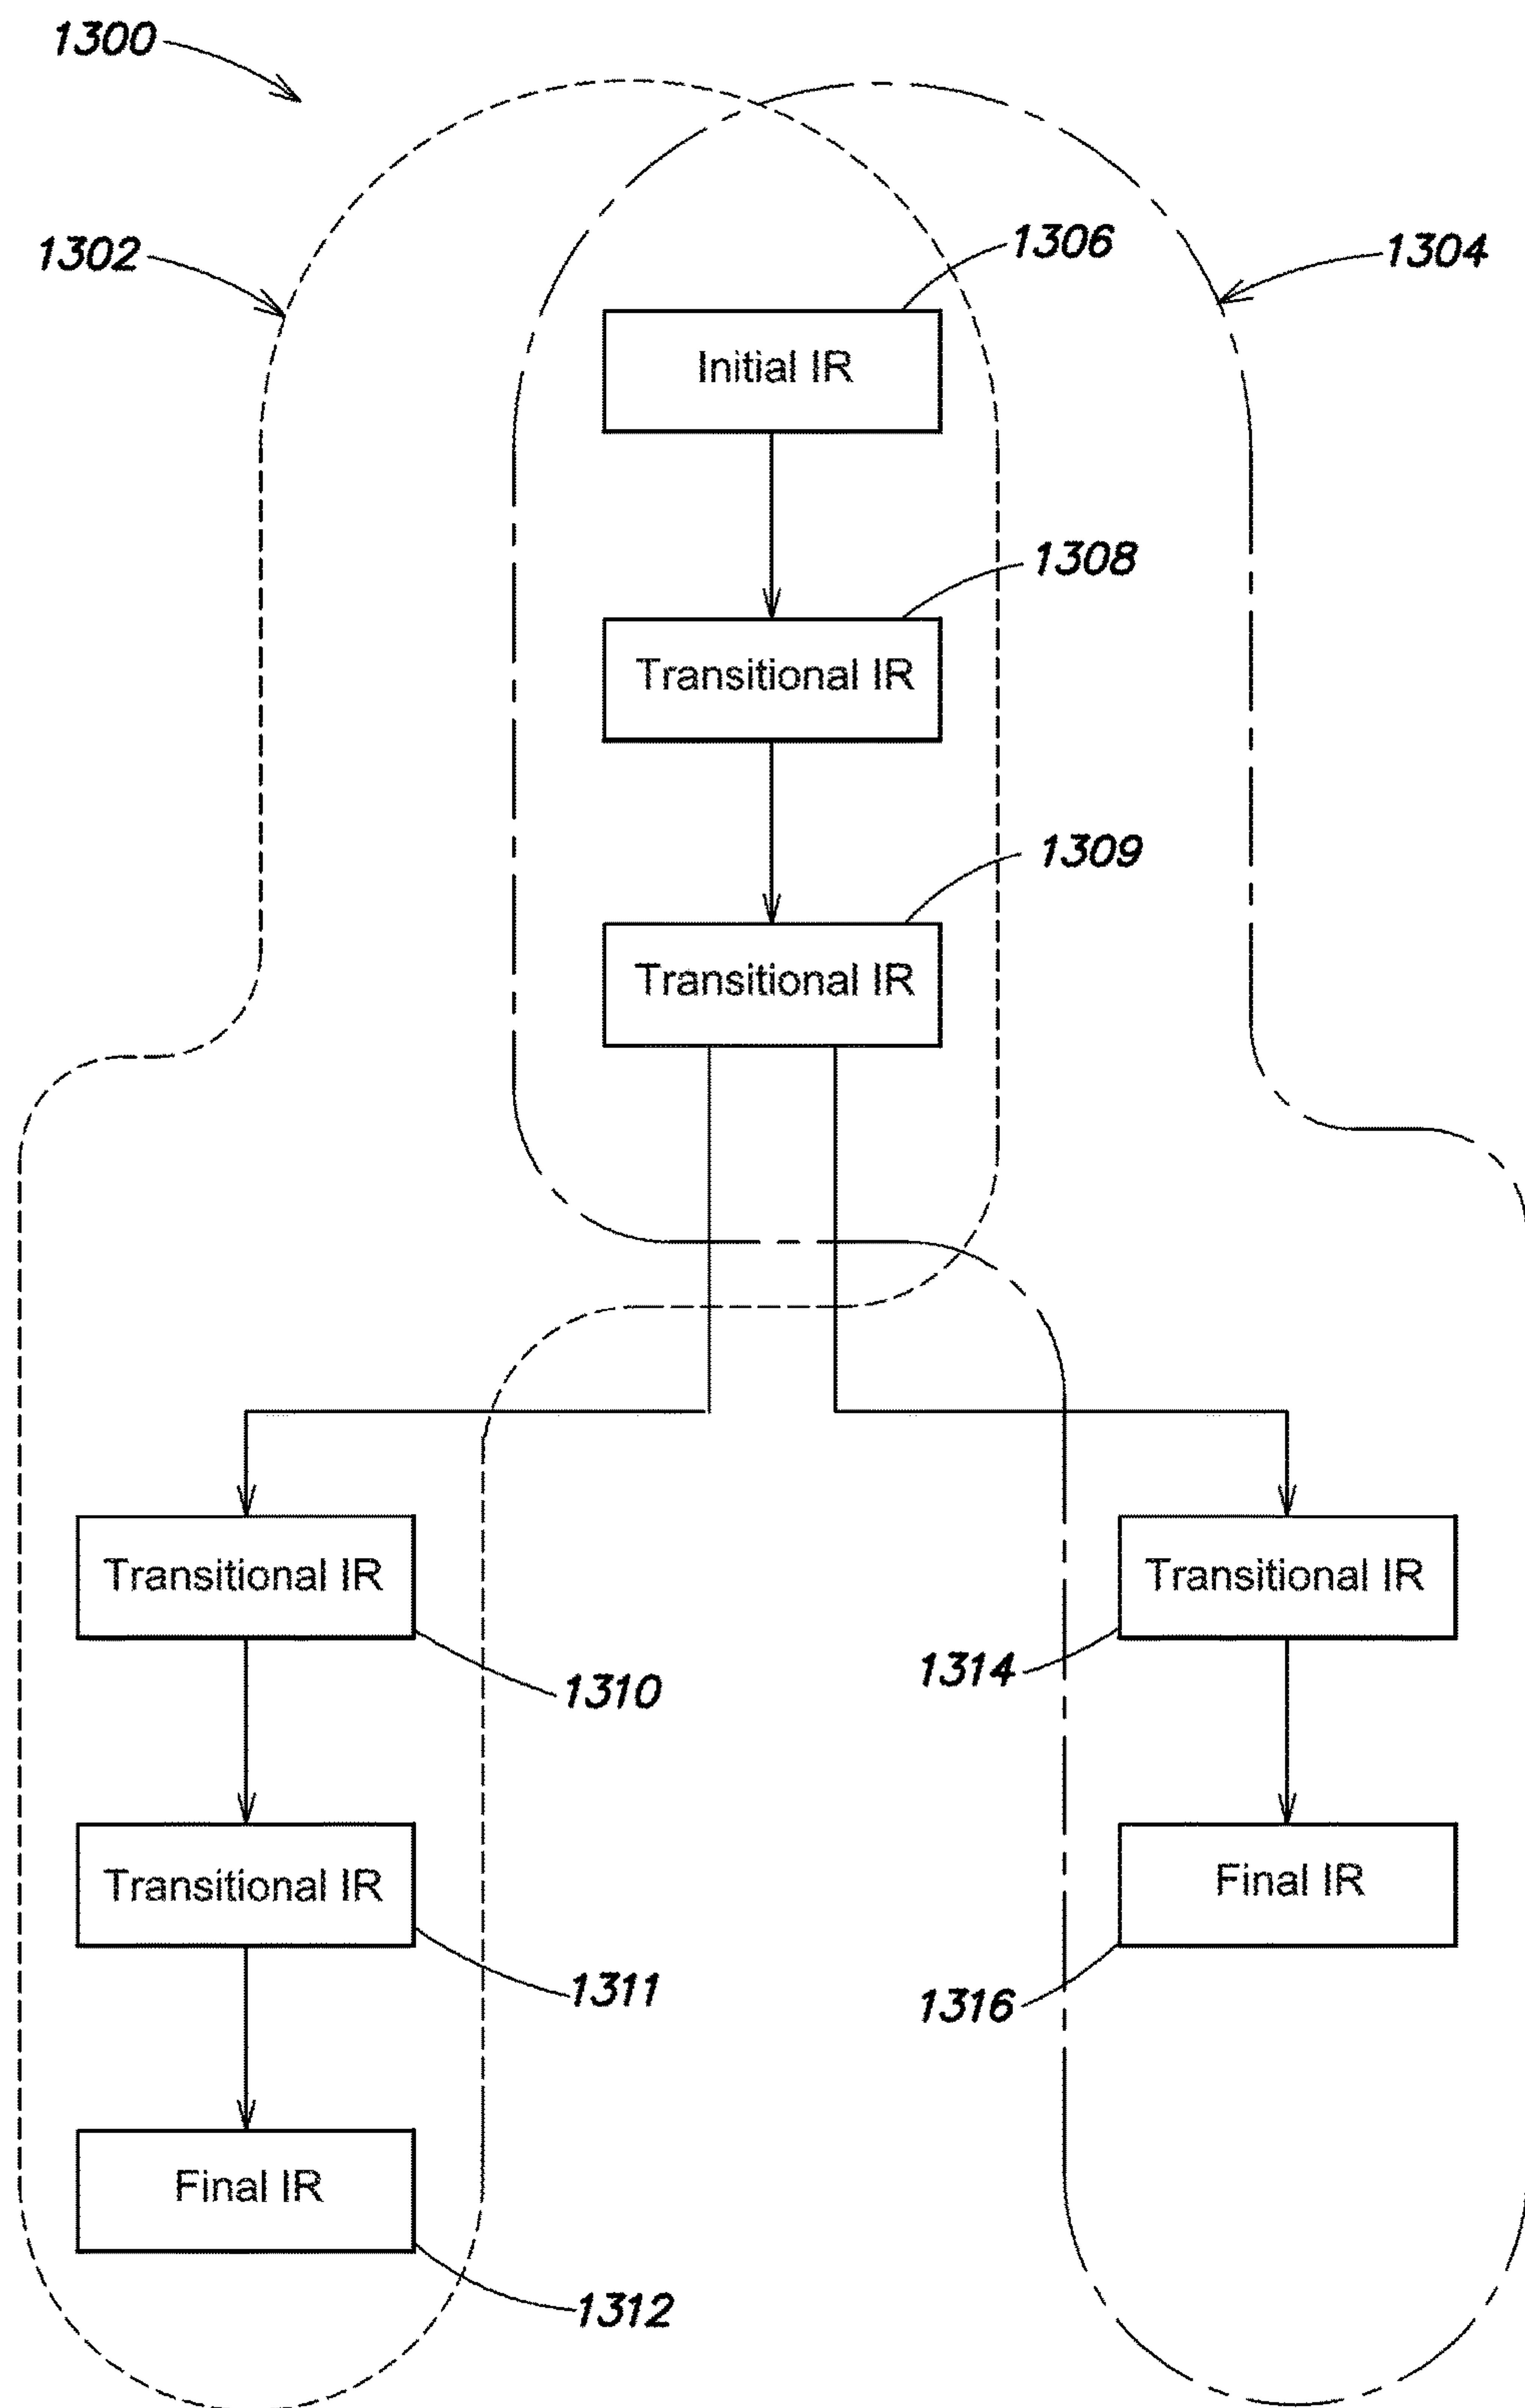 1300
1302
1306
1304
Initial IR
1308
Transitional IR
1309
Transitional IR
Transitional IR
1310
Transitional IR
1314
Transitional IR
1311
Final IR
1316
Final IR
1312